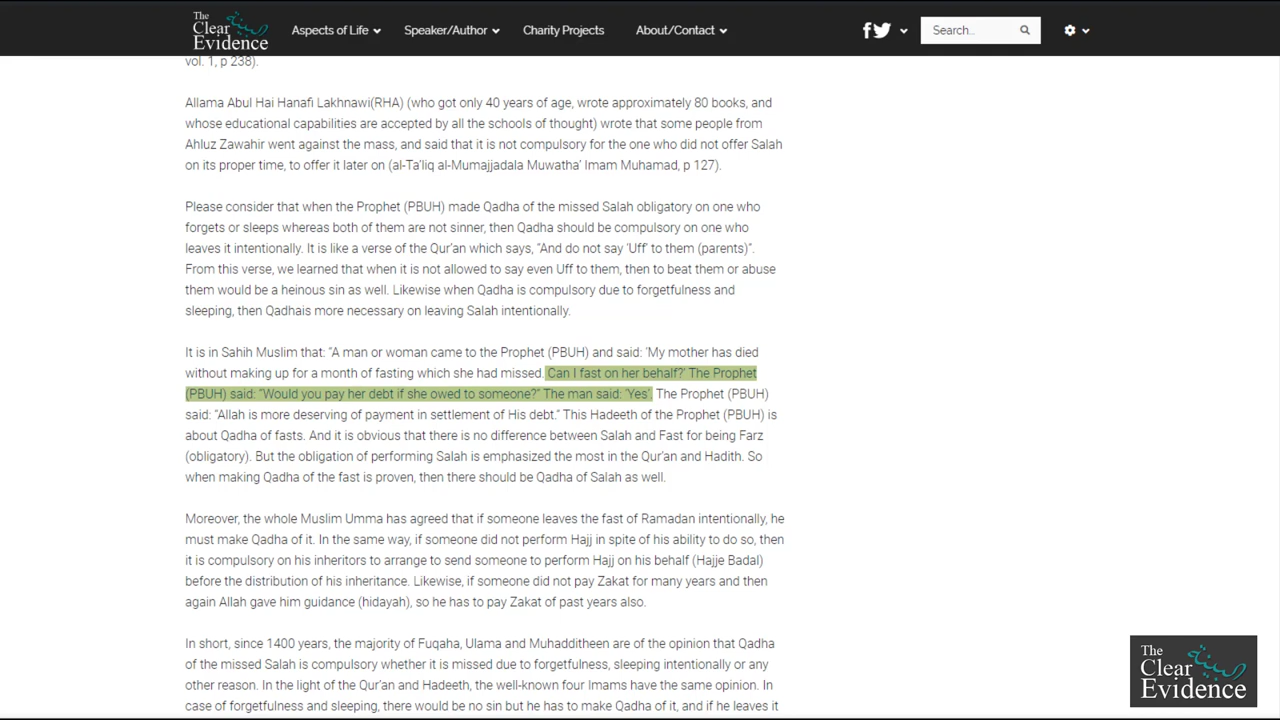 The
Clear
Evidence
Aspects of Life
Speaker/Author
Charity Projects
About/Contact
Search...
vol. 1, p 238).
Allama Abul Hai Hanafi Lakhnawi(RHA) (who got only 40 years of age, wrote approximately 80 books, and
whose educational capabilities are accepted by all the schools of thought) wrote that some people from
Ahluz Zawahir went against the mass, and said that it is not compulsory for the one who did not offer Salah
on its proper time, to offer it later on (al-Ta'liq al-Mumajjadala Muwatha' Imam Muhamad, p 127).
Please consider that when the Prophet (PBUH) made Qadha of the missed Salah obligatory on one who
forgets or sleeps whereas both of them are not sinner, then Qadha should be compulsory on one who
leaves it intentionally. It is like a verse of the Qur'an which says, “And do not say ‘Uff’ to them (parents)”.
From this verse, we learned that when it is not allowed to say even Uff to them, then to beat them or abuse
them would be a heinous sin as well. Likewise when Qadha is compulsory due to forgetfulness and
sleeping, then Qadhais more necessary on leaving Salah intentionally.
It is in Sahih Muslim that: “A man or woman came to the Prophet (PBUH) and said: ‘My mother has died
without making up for a month of fasting which she had missed. Can I fast on her behalf?’ The Prophet
(PBUH) said: “Would you pay her debt if she owed to someone?” The man said: ‘Yes’. The Prophet (PBUH)
said: “Allah is more deserving of payment in settlement of His debt.” This Hadeeth of the Prophet (PBUH) is
about Qadha of fasts. And it is obvious that there is no difference between Salah and Fast for being Farz
(obligatory). But the obligation of performing Salah is emphasized the most in the Qur'an and Hadith. So
when making Qadha of the fast is proven, then there should be Qadha of Salah as well.
Moreover, the whole Muslim Umma has agreed that if someone leaves the fast of Ramadan intentionally, he
must make Qadha of it. In the same way, if someone did not perform Hajj in spite of his ability to do so, then
it is compulsory on his inheritors to arrange to send someone to perform Hajj on his behalf (Hajje Badal)
before the distribution of his inheritance. Likewise, if someone did not pay Zakat for many years and then
again Allah gave him guidance (hidayah), so he has to pay Zakat of past years also.
In short, since 1400 years, the majority of Fuqaha, Ulama and Muhadditheen are of the opinion that Qadha
of the missed Salah is compulsory whether it is missed due to forgetfulness, sleeping intentionally or any
other reason. In the light of the Qur'an and Hadeeth, the well-known four Imams have the same opinion. In
case of forgetfulness and sleeping, there would be no sin but he has to make Qadha of it, and if he leaves it
The
Clear
Evidence